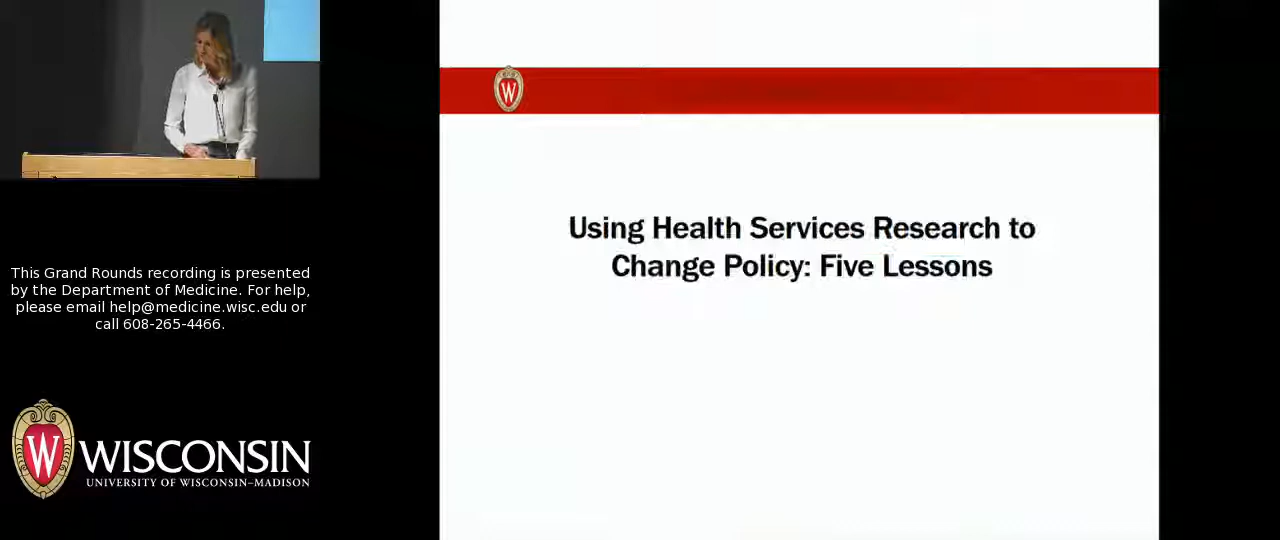 This Grand Rounds recording is presented
by the Department of Medicine. For help,
please email help@medicine.wisc.edu or
call 608-265-4466.
W
WISCONSIN
UNIVERSITY OF WISCONSIN–MADISON
W
Using Health Services Research to
Change Policy: Five Lessons